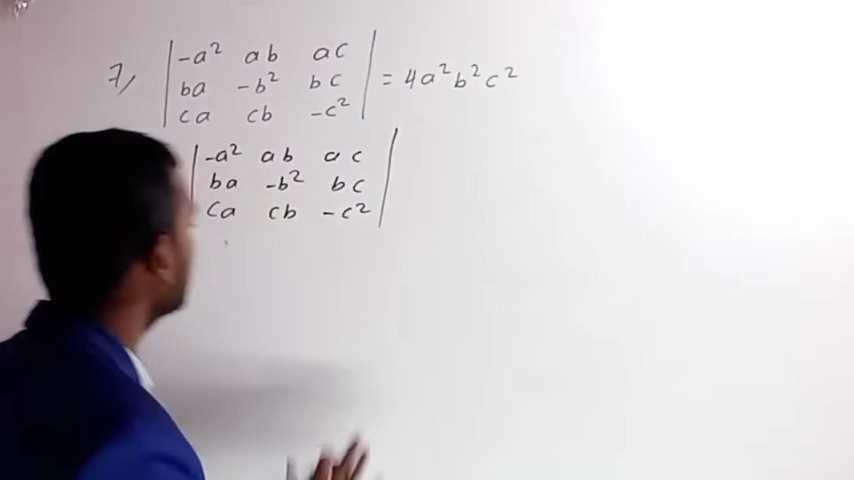 7, | -a² ab ac |
| ba -b² bc | = 4a²b²c²
| ca cb -c² |
| -a² ab ac |
| ba -b² bc |
| ca cb -c² |